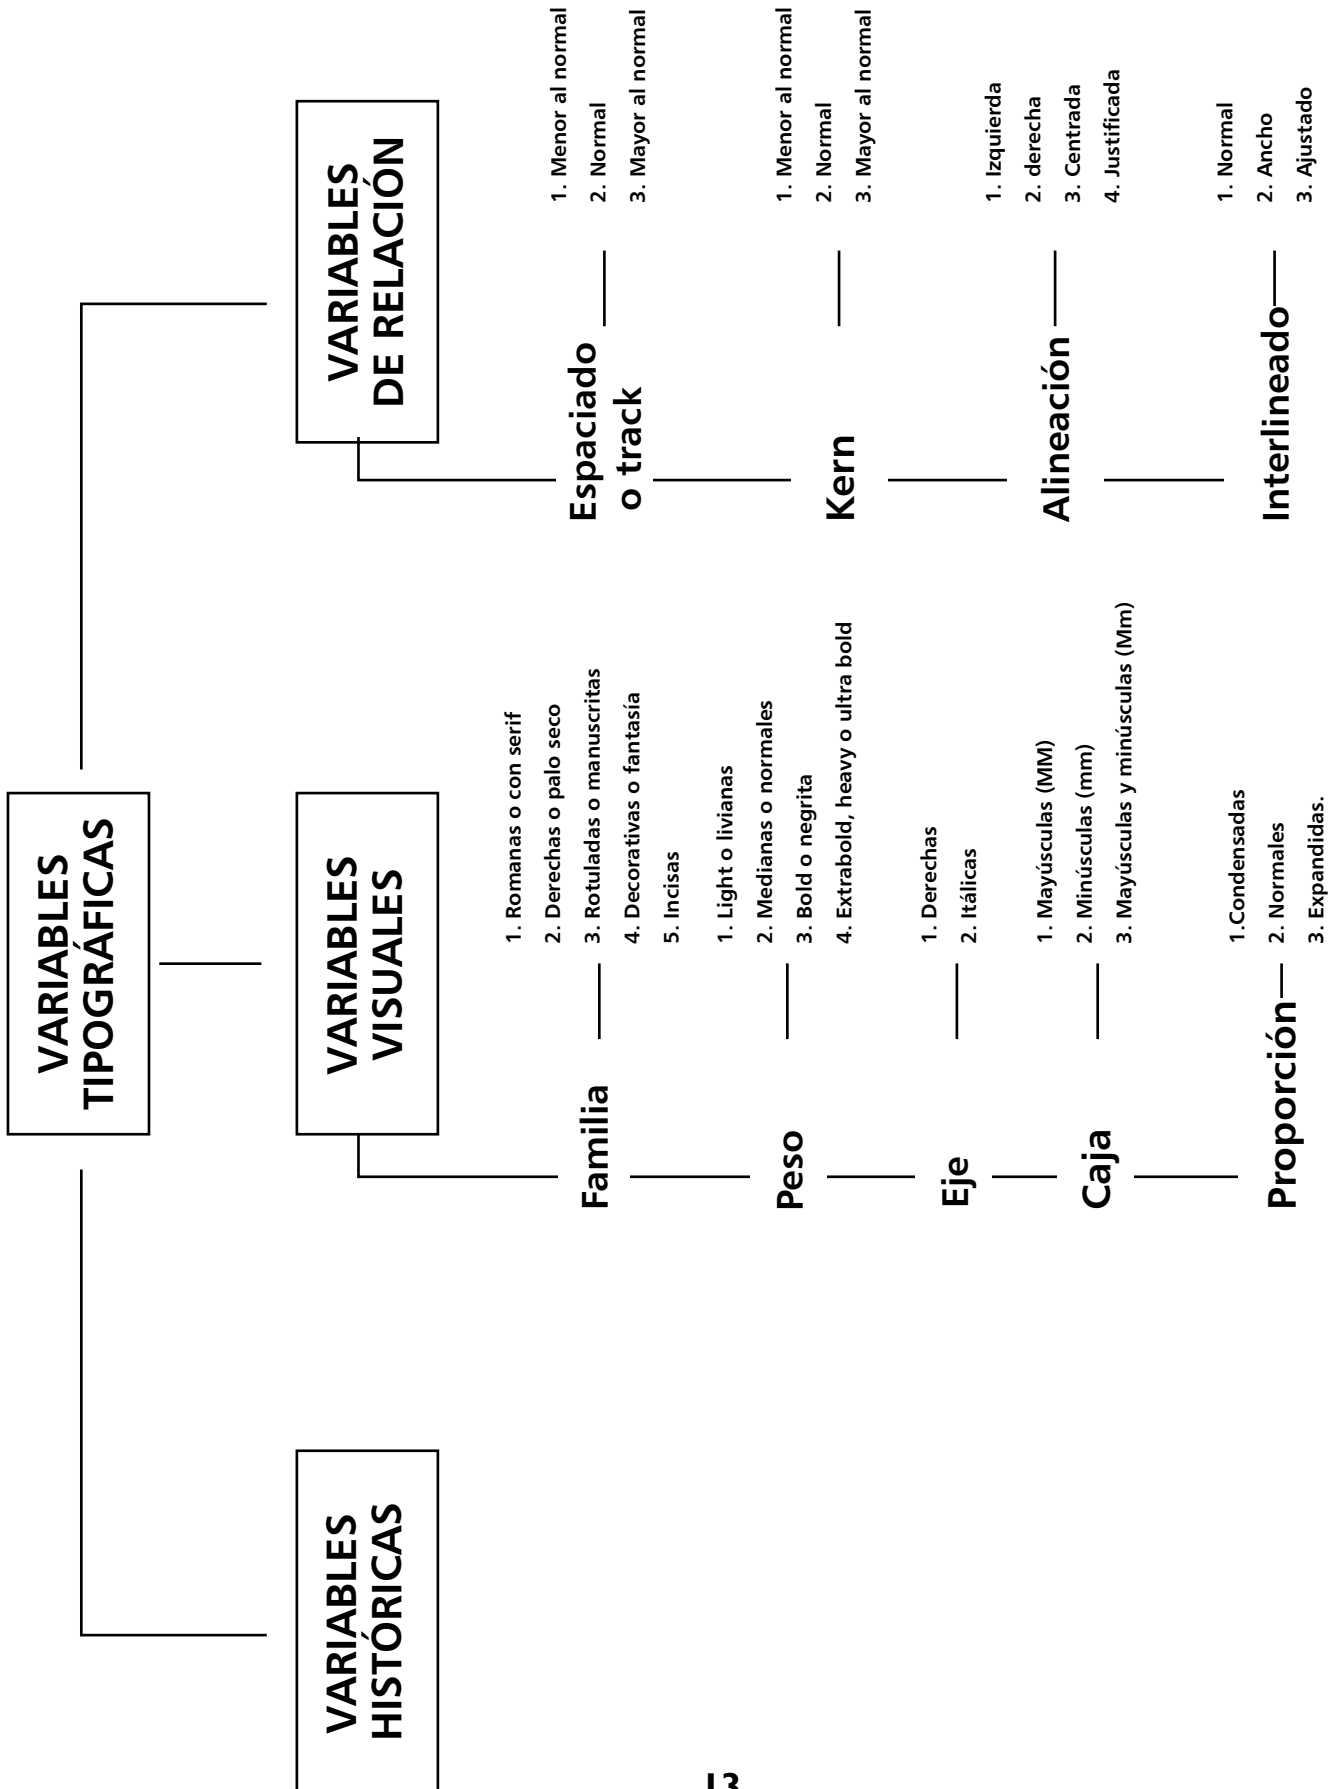 VARIABLES
TIPOGRÁFICAS
VARIABLES
HISTÓRICAS
VARIABLES
VISUALES
Familia
1. Romanas o con serif
2. Derechas o palo seco
3. Rotuladas o manuscritas
4. Decorativas o fantasía
5. Incisas
Peso
1. Light o livianas
2. Medianas o normales
3. Bold o negrita
4. Extrabold, heavy o ultra bold
Eje
1. Derechas
2. Itálicas
Caja
1. Mayúsculas (MM)
2. Minúsculas (mm)
3. Mayúsculas y minúsculas (Mm)
Proporción
1.Condensadas
2. Normales
3. Expandidas.
VARIABLES
DE RELACIÓN
Espaciado
o track
1. Menor al normal
2. Normal
3. Mayor al normal
Kern
1. Menor al normal
2. Normal
3. Mayor al normal
Alineación
1. Izquierda
2. derecha
3. Centrada
4. Justificada
Interlineado
1. Normal
2. Ancho
3. Ajustado
13